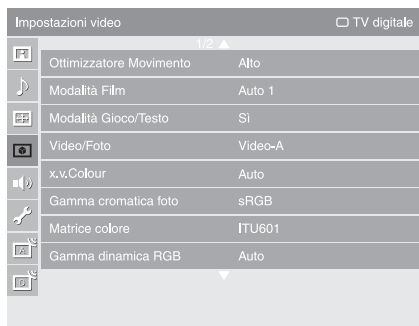 Impostazioni video TV digitale
1/2
Ottimizzatore Movimento Alto
Modalità Film Auto 1
Modalità Gioco/Testo Sì
Video/Foto Video-A
x.v.Colour Auto
Gamma cromatica foto sRGB
Matrice colore ITU601
Gamma dinamica RGB Auto
A
D